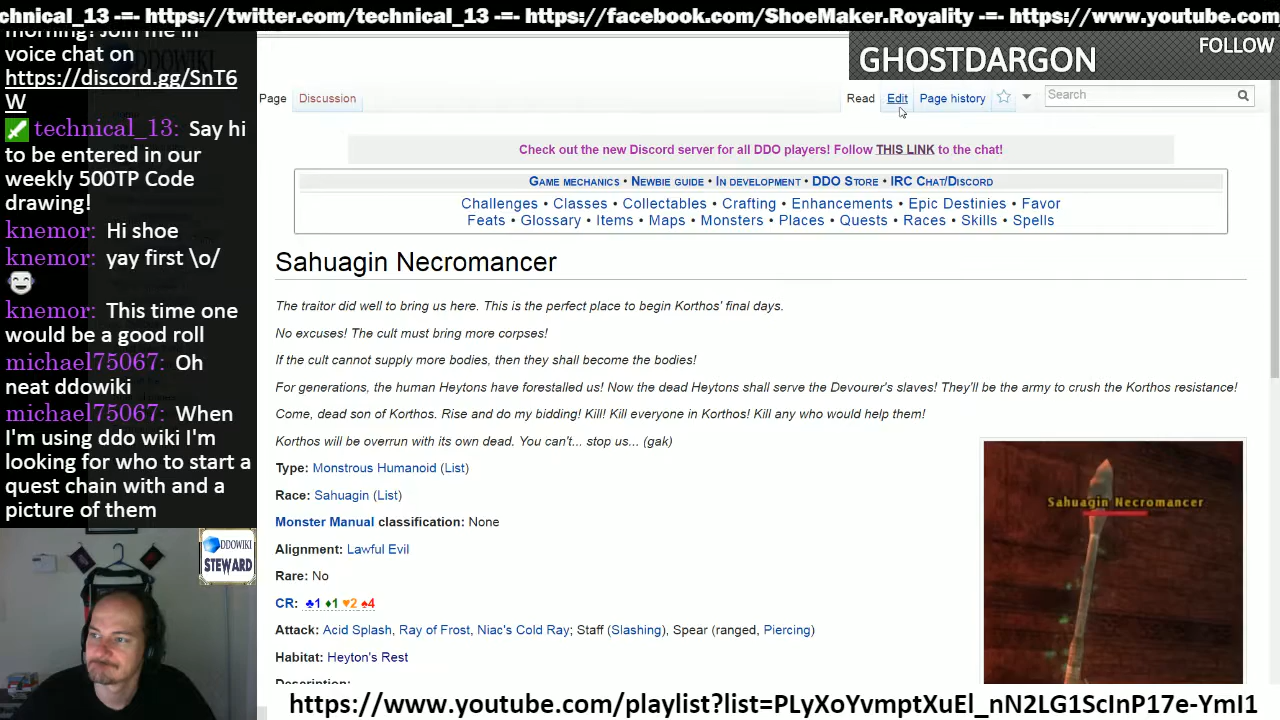 chnical_13 -=- https://twitter.com/technical_13 -=- https://facebook.com/ShoeMaker.Royality -=- https://www.youtube.com/
morning! Join me in
voice chat on
https://discord.gg/SnT6
W
technical_13: Say hi
to be entered in our
weekly 500TP Code
drawing!
knemor: Hi shoe
knemor: yay first \o/
knemor: This time one
would be a good roll
michael75067: Oh
neat ddowiki
michael75067: When
I'm using ddo wiki I'm
looking for who to start a
quest chain with and a
picture of them
DDOWIKI
STEWARD
GHOSTDARGON
FOLLOW
Page Discussion Read Edit Page history Search
Check out the new Discord server for all DDO players! Follow THIS LINK to the chat!
Game mechanics • Newbie guide • In development • DDO Store • IRC Chat/Discord
Challenges • Classes • Collectables • Crafting • Enhancements • Epic Destinies • Favor
Feats • Glossary • Items • Maps • Monsters • Places • Quests • Races • Skills • Spells
Sahuagin Necromancer
The traitor did well to bring us here. This is the perfect place to begin Korthos' final days.
No excuses! The cult must bring more corpses!
If the cult cannot supply more bodies, then they shall become the bodies!
For generations, the human Heytons have forestalled us! Now the dead Heytons shall serve the Devourer's slaves! They'll be the army to crush the Korthos resistance!
Come, dead son of Korthos. Rise and do my bidding! Kill! Kill everyone in Korthos! Kill any who would help them!
Korthos will be overrun with its own dead. You can't... stop us... (gak)
Type: Monstrous Humanoid (List)
Race: Sahuagin (List)
Monster Manual classification: None
Alignment: Lawful Evil
Rare: No
CR: ♣1 ♦1 ♥2 ♠4
Attack: Acid Splash, Ray of Frost, Niac's Cold Ray; Staff (Slashing), Spear (ranged, Piercing)
Habitat: Heyton's Rest
Description:
Sahuagin Necromancer
https://www.youtube.com/playlist?list=PLyXoYvmptXuEl_nN2LG1ScInP17e-YmI1